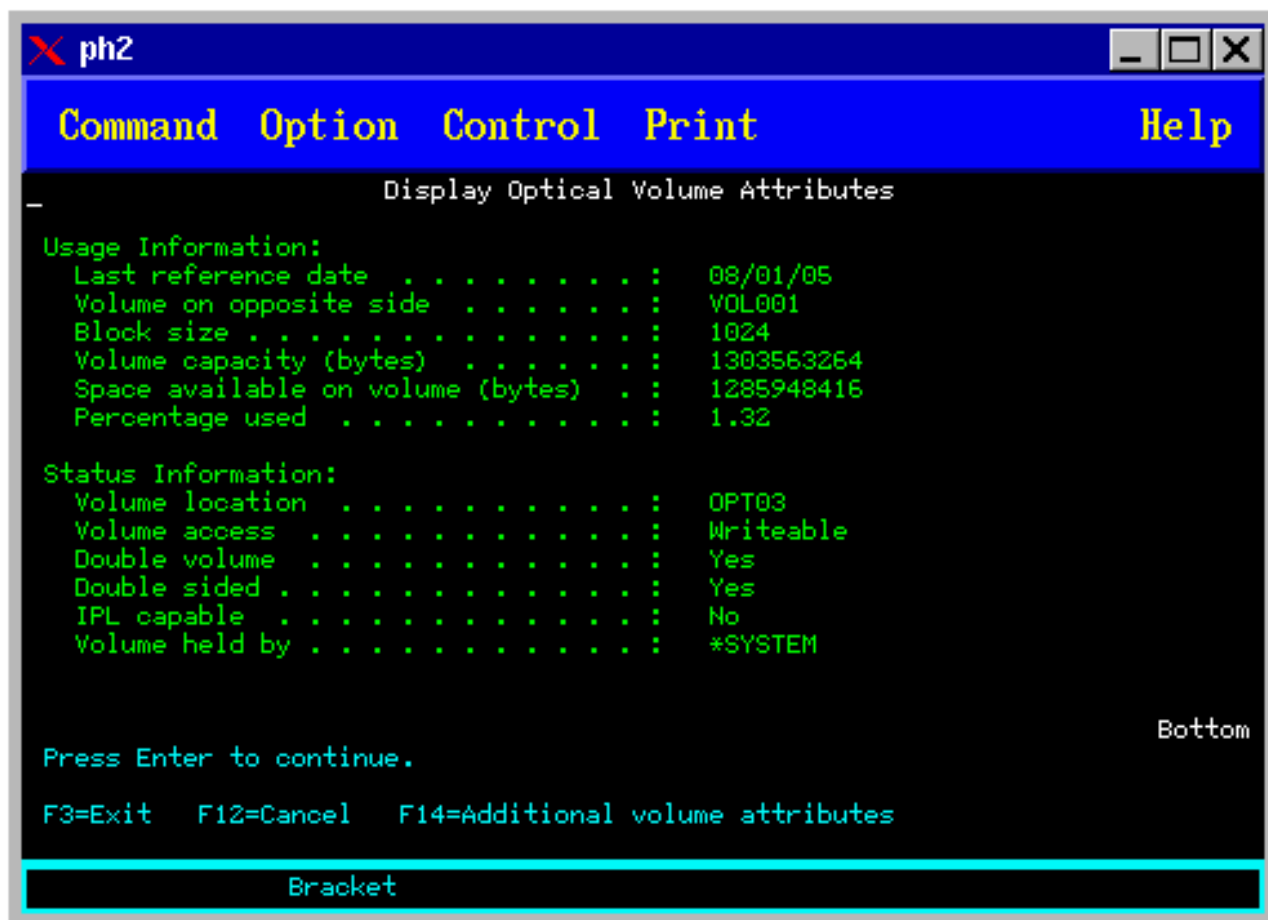 ph2
Command Option Control Print Help
Display Optical Volume Attributes
Usage Information:
Last reference date . . . . . . . . : 08/01/05
Volume on opposite side . . . . . . : VOL001
Block size . . . . . . . . . . . . . : 1024
Volume capacity (bytes) . . . . . . : 1303563264
Space available on volume (bytes) . : 1285948416
Percentage used . . . . . . . . . . : 1.32
Status Information:
Volume location . . . . . . . . . . : OPT03
Volume access . . . . . . . . . . . : Writeable
Double volume . . . . . . . . . . . : Yes
Double sided . . . . . . . . . . . . : Yes
IPL capable . . . . . . . . . . . . : No
Volume held by . . . . . . . . . . . : *SYSTEM
Bottom
Press Enter to continue.
F3=Exit F12=Cancel F14=Additional volume attributes
Bracket